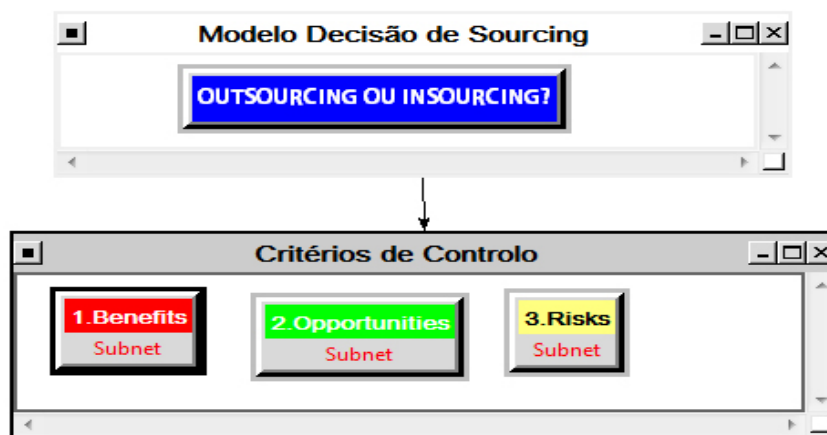 Modelo Decisão de Sourcing
OUTSOURCING OU INSOURCING?
Critérios de Controlo
1.Benefits
Subnet
2.Opportunities
Subnet
3.Risks
Subnet